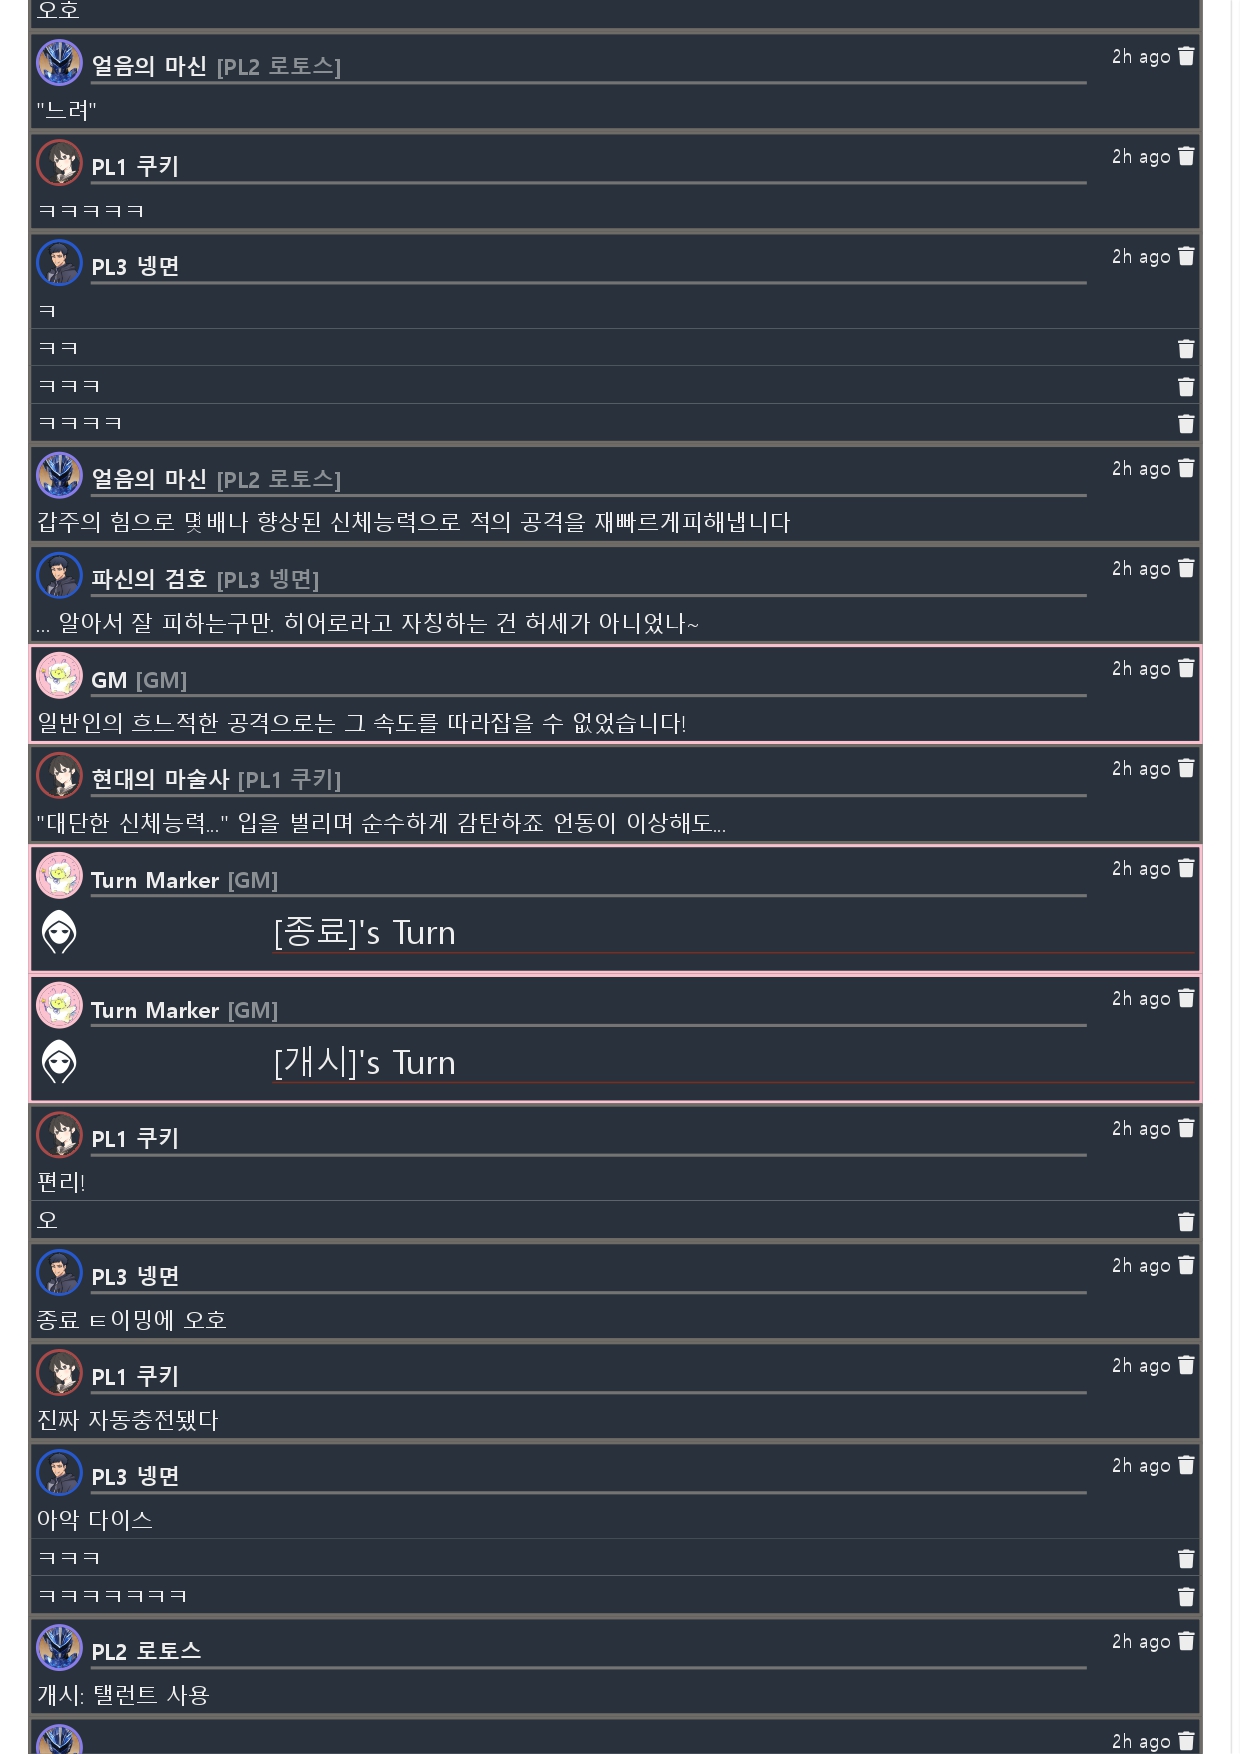 오호
얼음의 마신 [PL2 로토스]
2h ago
"느려"
PL1 쿠키
2h ago
ㅋㅋㅋㅋㅋ
PL3 넹면
2h ago
ㅋ
ㅋㅋ
ㅋㅋㅋ
ㅋㅋㅋㅋ
얼음의 마신 [PL2 로토스]
2h ago
갑주의 힘으로 몇배나 향상된 신체능력으로 적의 공격을 재빠르게피해냅니다
파신의 검호 [PL3 넹면]
2h ago
... 알아서 잘 피하는구만. 히어로라고 자칭하는 건 허세가 아니었나~
GM [GM]
2h ago
일반인의 흐느적한 공격으로는 그 속도를 따라잡을 수 없었습니다!
현대의 마술사 [PL1 쿠키]
2h ago
"대단한 신체능력..." 입을 벌리며 순수하게 감탄하죠 언동이 이상해도...
Turn Marker [GM]
2h ago
[종료]'s Turn
Turn Marker [GM]
2h ago
[개시]'s Turn
PL1 쿠키
2h ago
편리!
오
PL3 넹면
2h ago
종료 ㅌ이밍에 오호
PL1 쿠키
2h ago
진짜 자동충전됐다
PL3 넹면
2h ago
아악 다이스
ㅋㅋㅋ
ㅋㅋㅋㅋㅋㅋㅋ
PL2 로토스
2h ago
개시: 탤런트 사용
2h ago